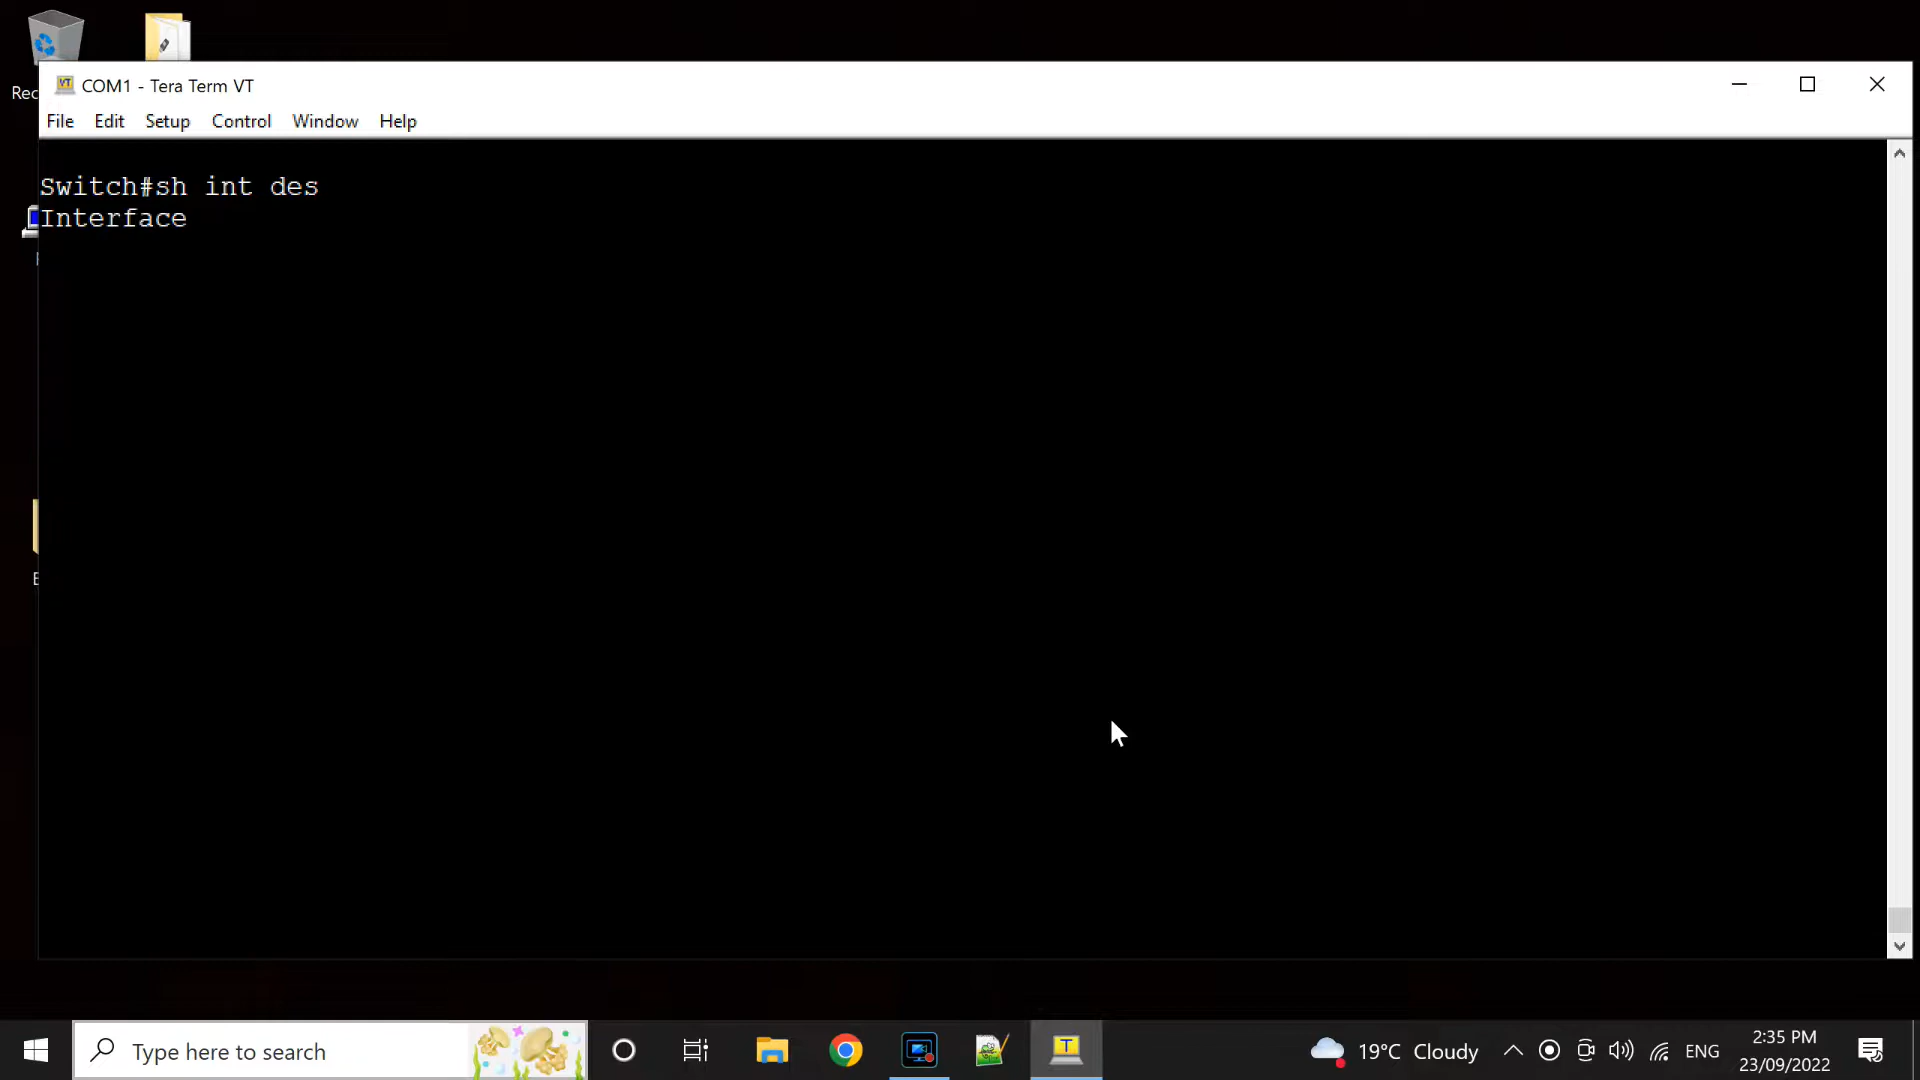 Rec
COM1 - Tera Term VT
File Edit Setup Control Window Help
Switch#sh int des
Interface
Type here to search
19°C Cloudy
ENG
2:35 PM
23/09/2022